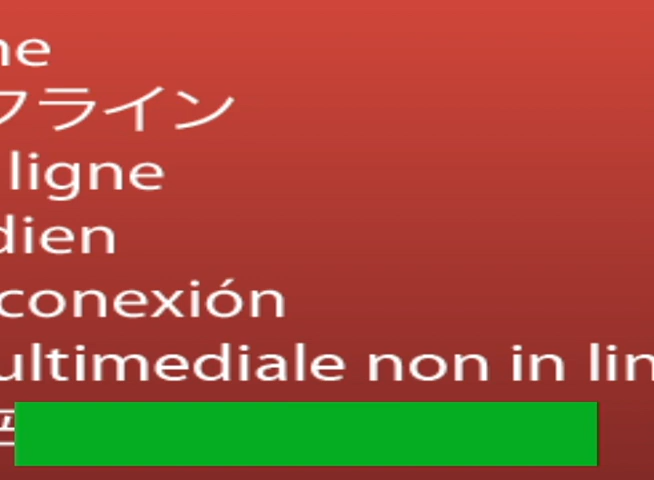 ne
フライン
ligne
dien
conexión
ultimediale non in lin